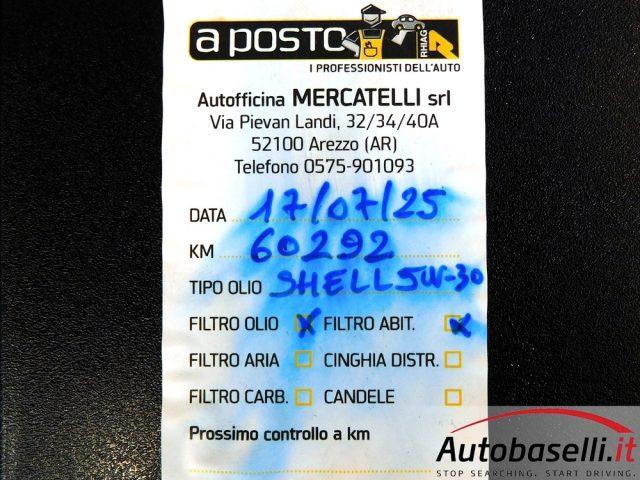 a posto
RHIAG
I PROFESSIONISTI DELL'AUTO
Autofficina MERCATELLI srl
Via Pievan Landi, 32/34/40A
52100 Arezzo (AR)
Telefono 0575-901093
DATA 17/07/25
KM 60292
TIPO OLIO SHELL 5W-30
FILTRO OLIO X FILTRO ABIT. X
FILTRO ARIA CINGHIA DISTR.
FILTRO CARB. CANDELE
Prossimo controllo a km
Autobaselli.it
STOP SEARCHING. START DRIVING.